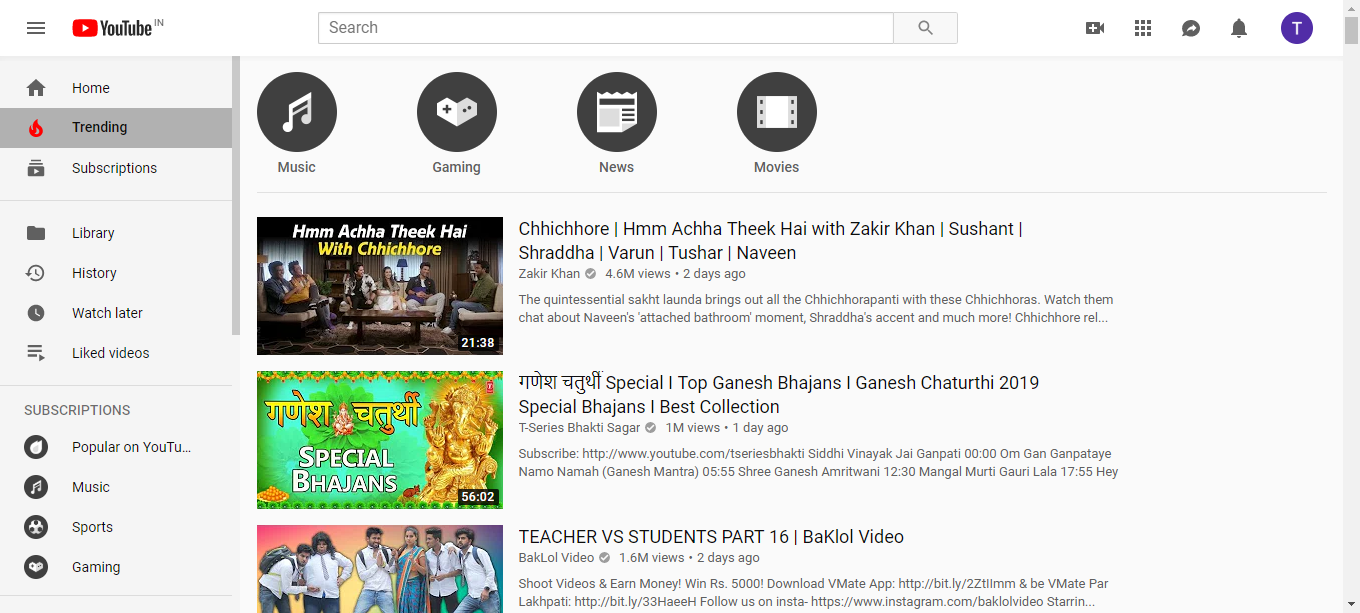 YouTube IN
Search
T
Home
Trending
Subscriptions
Library
History
Watch later
Liked videos
SUBSCRIPTIONS
Popular on YouTu...
Music
Sports
Gaming
Music
Gaming
News
Movies
Hmm Achha Theek Hai
With Chhichhore
21:38
Chhichhore | Hmm Achha Theek Hai with Zakir Khan | Sushant |
Shraddha | Varun | Tushar | Naveen
Zakir Khan 4.6M views • 2 days ago
The quintessential sakht launda brings out all the Chhichhorapanti with these Chhichhoras. Watch them
chat about Naveen's 'attached bathroom' moment, Shraddha's accent and much more! Chhichhore rel...
गणेश चतुर्थी
SPECIAL
BHAJANS
56:02
गणेश चतुर्थी Special I Top Ganesh Bhajans I Ganesh Chaturthi 2019
Special Bhajans I Best Collection
T-Series Bhakti Sagar 1M views • 1 day ago
Subscribe: http://www.youtube.com/tseriesbhakti Siddhi Vinayak Jai Ganpati 00:00 Om Gan Ganpataye
Namo Namah (Ganesh Mantra) 05:55 Shree Ganesh Amritwani 12:30 Mangal Murti Gauri Lala 17:55 Hey
TEACHER VS STUDENTS PART 16 | BaKlol Video
BakLol Video 1.6M views • 2 days ago
Shoot Videos & Earn Money! Win Rs. 5000! Download VMate App: http://bit.ly/2ZtIlmm & be VMate Par
Lakhpati: http://bit.ly/33HaeeH Follow us on insta- https://www.instagram.com/baklolvideo Starrin...